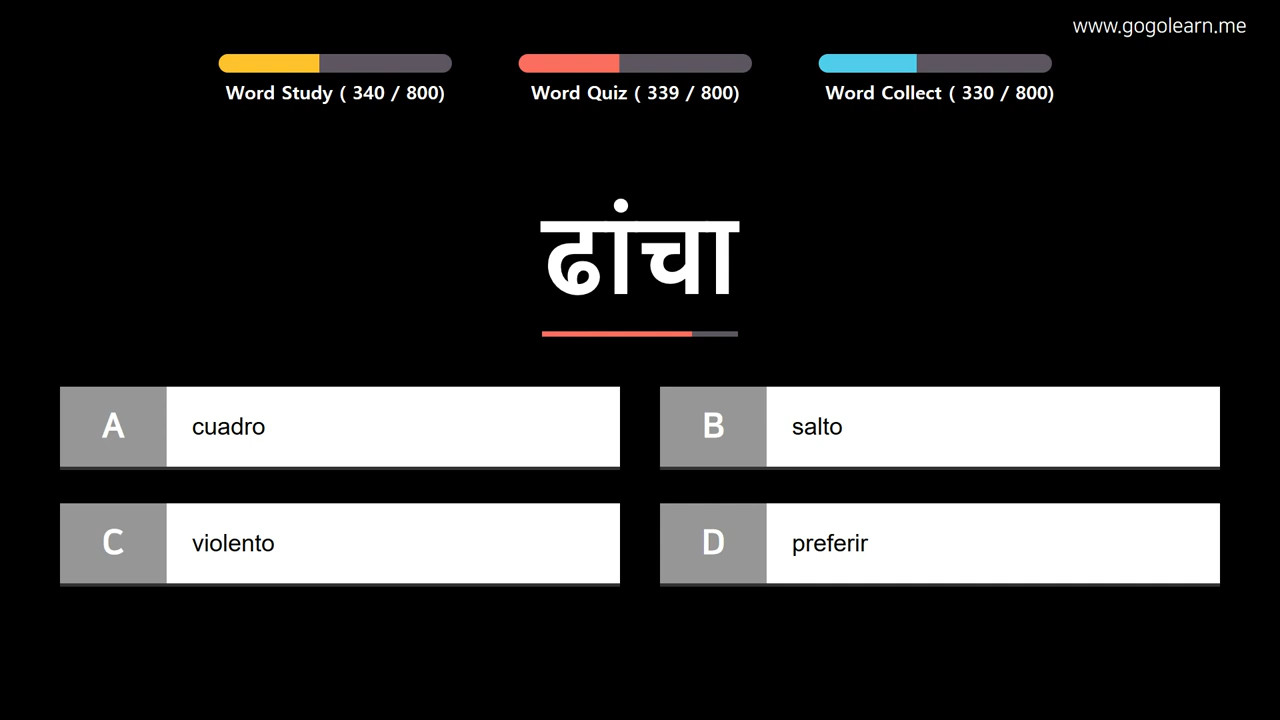 www.gogolearn.me
Word Study ( 340 / 800)
Word Quiz ( 339 / 800)
Word Collect ( 330 / 800)
ढांचा
A cuadro
B salto
C violento
D preferir